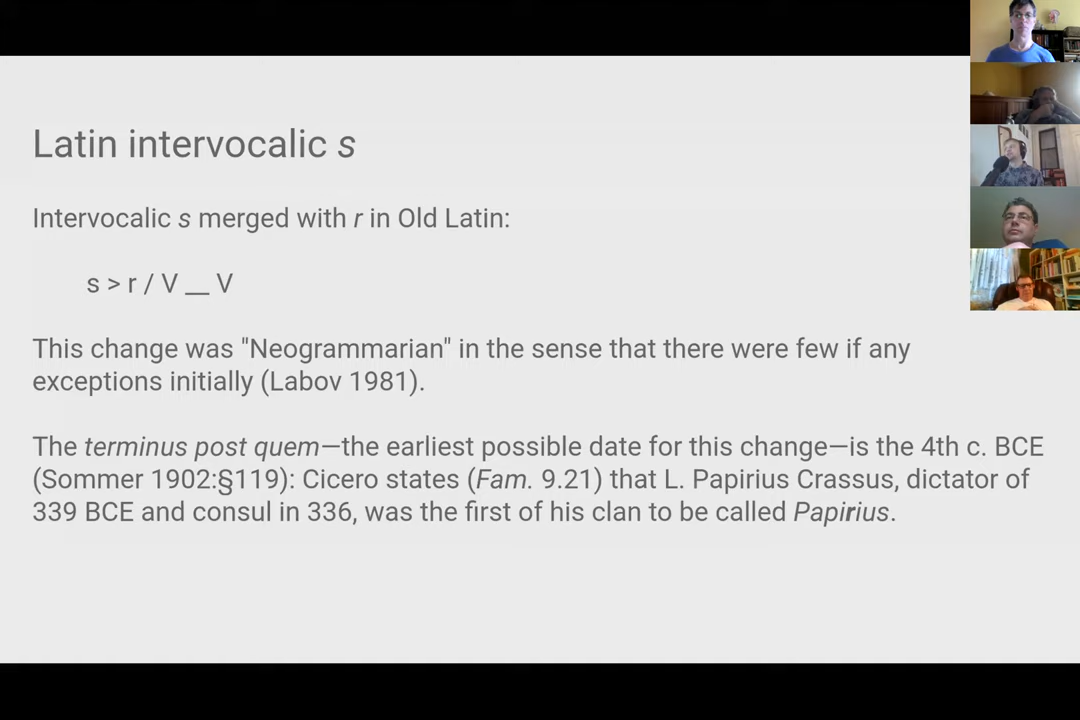 Latin intervocalic s
Intervocalic s merged with r in Old Latin:
s > r / V __ V
This change was "Neogrammarian" in the sense that there were few if any
exceptions initially (Labov 1981).
The terminus post quem—the earliest possible date for this change—is the 4th c. BCE
(Sommer 1902:§119): Cicero states (Fam. 9.21) that L. Papirius Crassus, dictator of
339 BCE and consul in 336, was the first of his clan to be called Papirius.